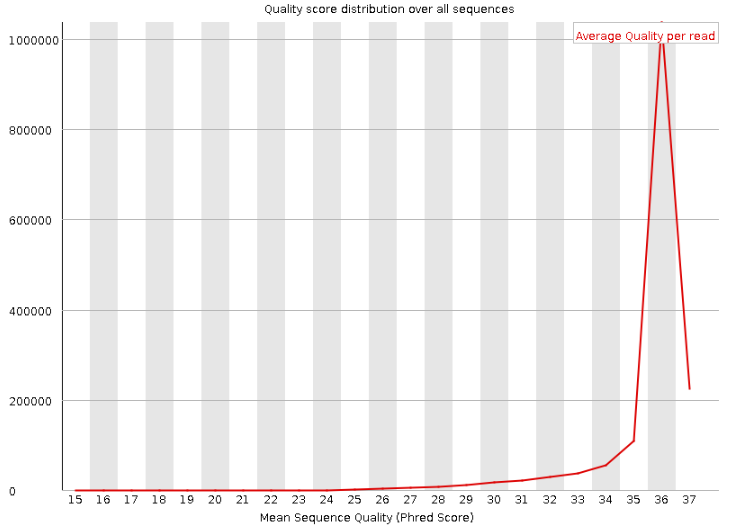 Quality score distribution over all sequences
Average Quality per read
1000000
800000
600000
400000
200000
0
15 16 17 18 19 20 21 22 23 24 25 26 27 28 29 30 31 32 33 34 35 36 37
Mean Sequence Quality (Phred Score)